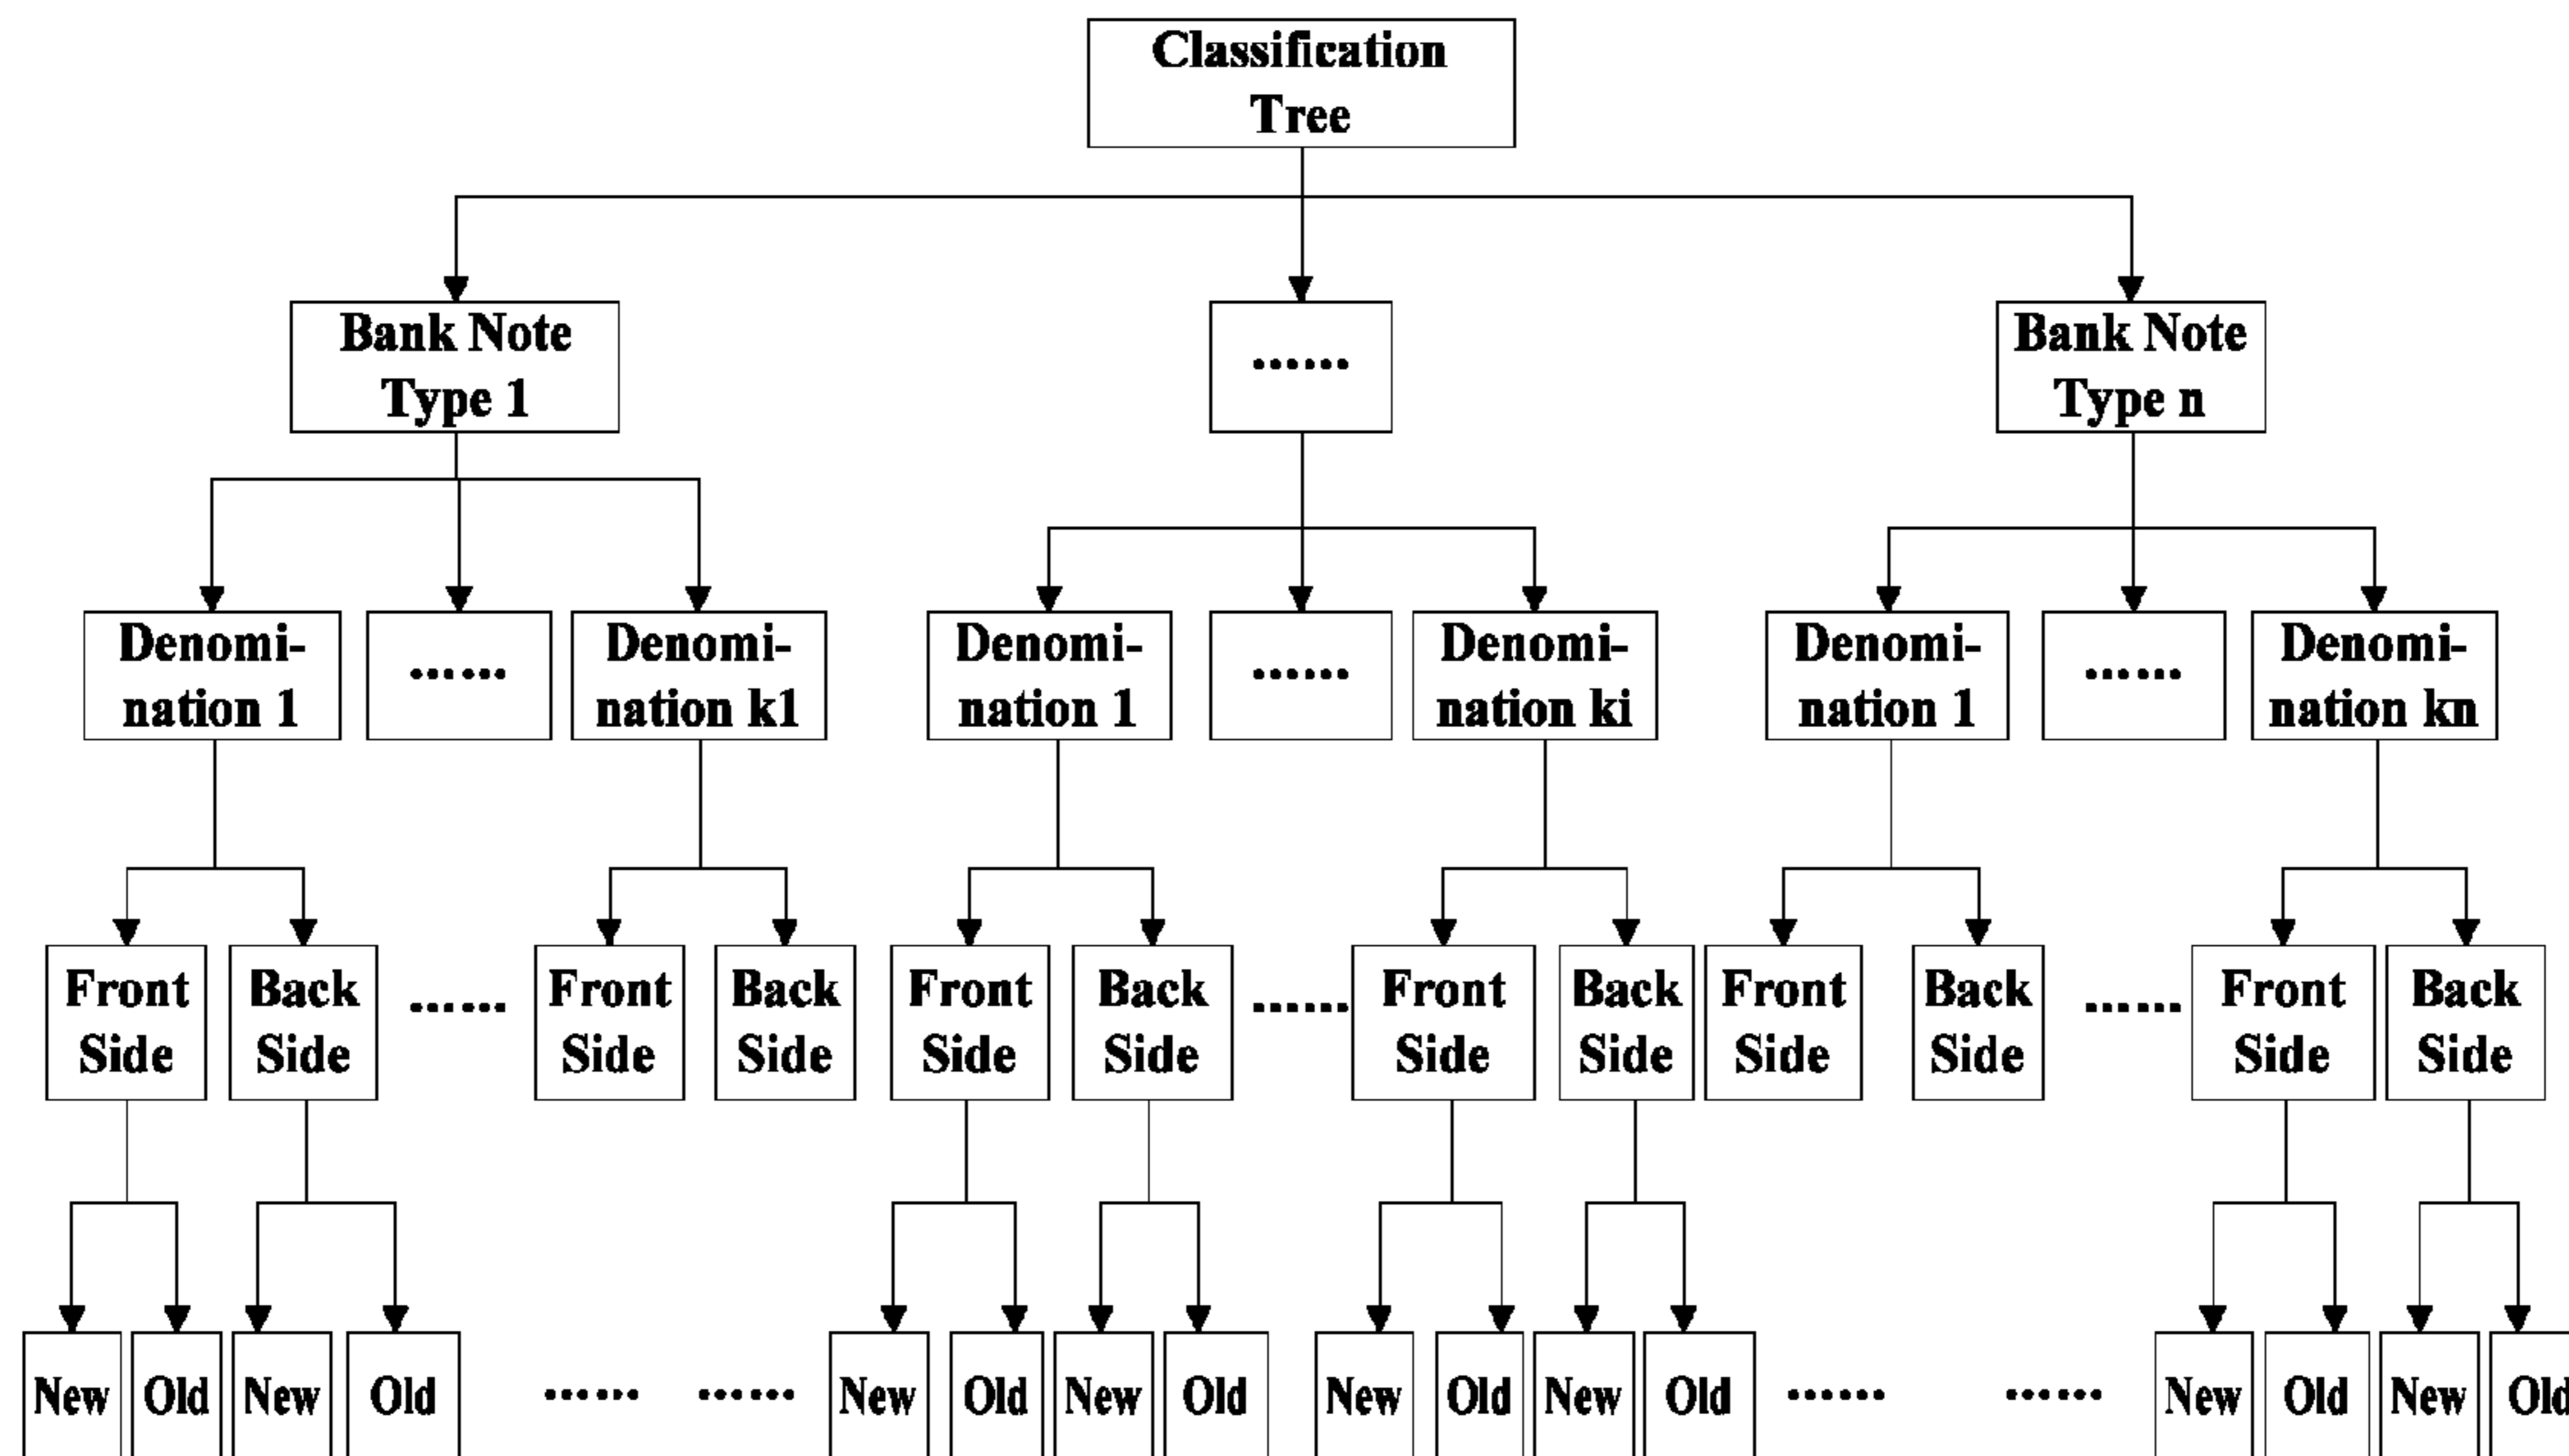 Classification
Tree
Bank Note
Type 1
......
Bank Note
Type n
Denomi-
nation 1
......
Denomi-
nation k1
Denomi-
nation 1
......
Denomi-
nation ki
Denomi-
nation 1
......
Denomi-
nation kn
Front
Side
Back
Side
......
Front
Side
Back
Side
Front
Side
Back
Side
......
Front
Side
Back
Side
Front
Side
Back
Side
......
Front
Side
Back
Side
New
Old
New
Old
......
......
New
Old
New
Old
New
Old
New
Old
......
......
New
Old
New
Old